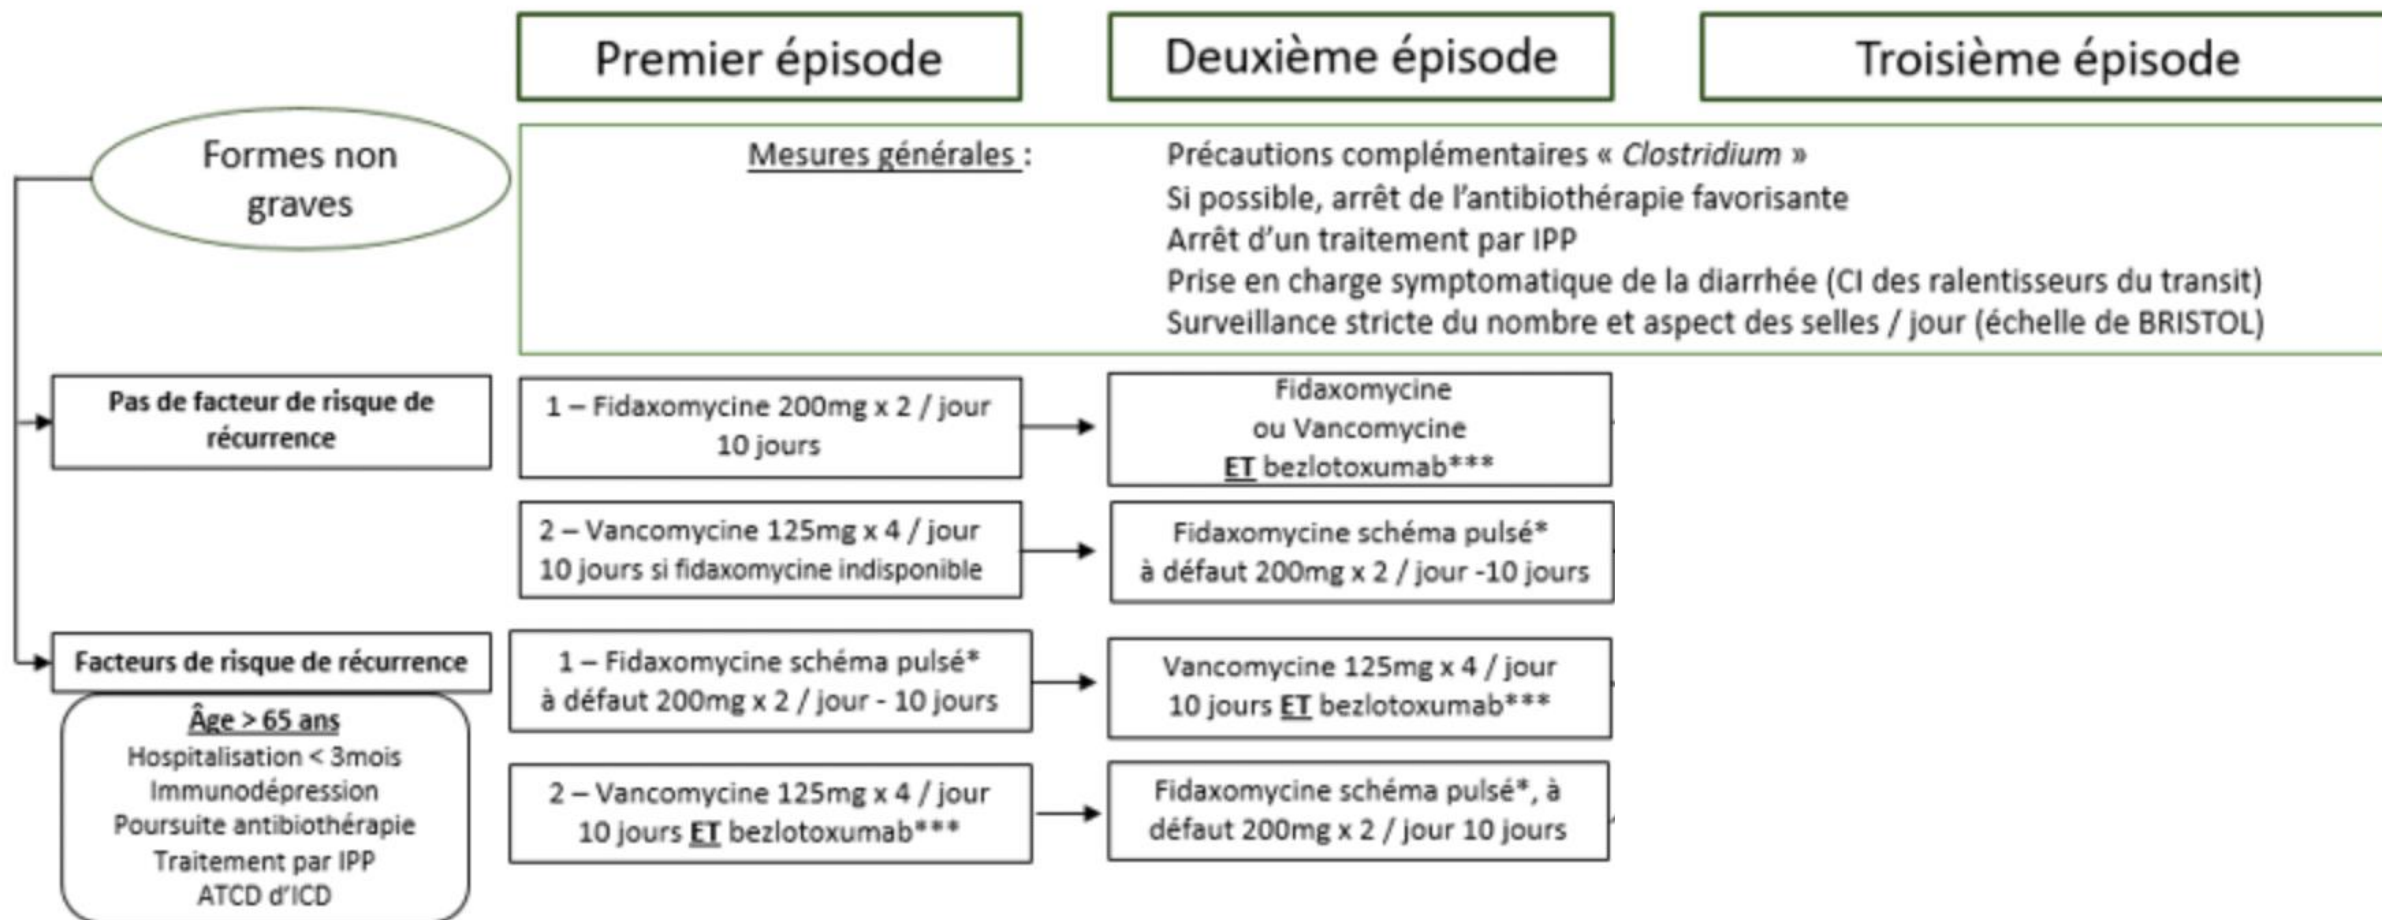 Premier épisode
Deuxième épisode
Troisième épisode
Formes non
graves
Mesures générales :
Précautions complémentaires « Clostridium »
Si possible, arrêt de l'antibiothérapie favorisante
Arrêt d'un traitement par IPP
Prise en charge symptomatique de la diarrhée (CI des ralentisseurs du transit)
Surveillance stricte du nombre et aspect des selles / jour (échelle de BRISTOL)
Pas de facteur de risque de
récurrence
1 – Fidaxomycine 200mg x 2 / jour
10 jours
Fidaxomycine
ou Vancomycine
ET bezlotoxumab***
2 – Vancomycine 125mg x 4 / jour
10 jours si fidaxomycine indisponible
Fidaxomycine schéma pulsé*
à défaut 200mg x 2 / jour -10 jours
Facteurs de risque de récurrence
1 – Fidaxomycine schéma pulsé*
à défaut 200mg x 2 / jour - 10 jours
Vancomycine 125mg x 4 / jour
10 jours ET bezlotoxumab***
Âge > 65 ans
Hospitalisation < 3mois
Immunodépression
Poursuite antibiothérapie
Traitement par IPP
ATCD d'ICD
2 – Vancomycine 125mg x 4 / jour
10 jours ET bezlotoxumab***
Fidaxomycine schéma pulsé*, à
défaut 200mg x 2 / jour 10 jours